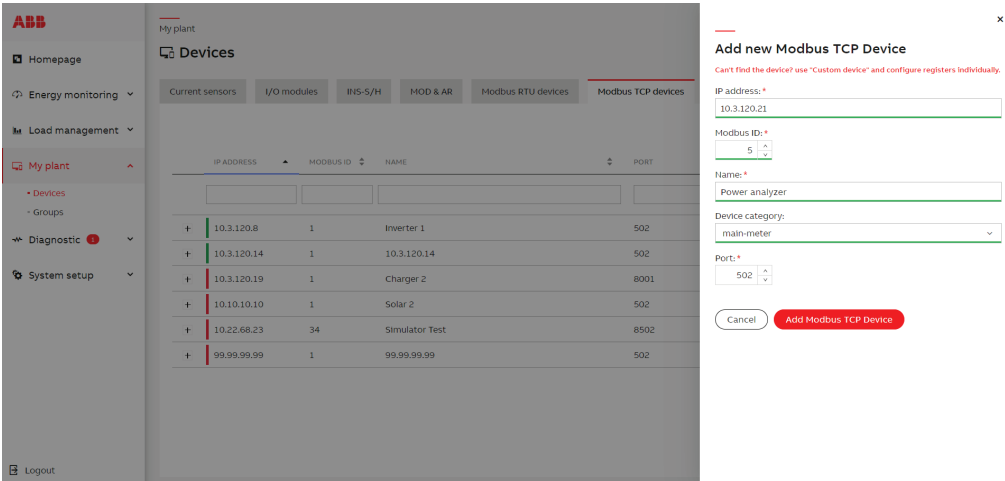 ABB
Homepage
Energy monitoring
Load management
My plant
• Devices
• Groups
Diagnostic 1
System setup
Logout
My plant
Devices
Current sensors I/O modules INS-S/H MOD & AR Modbus RTU devices Modbus TCP devices
IP ADDRESS MODBUS ID NAME PORT
+ 10.3.120.8 1 Inverter 1 502
+ 10.3.120.14 1 10.3.120.14 502
+ 10.3.120.19 1 Charger 2 8001
+ 10.10.10.10 1 Solar 2 502
+ 10.22.68.23 34 Simulator Test 8502
+ 99.99.99.99 1 99.99.99.99 502
×
Add new Modbus TCP Device
Can't find the device? use "Custom device" and configure registers individually.
IP address: *
10.3.120.21
Modbus ID: *
5
Name: *
Power analyzer
Device category:
main-meter
Port: *
502
Cancel Add Modbus TCP Device